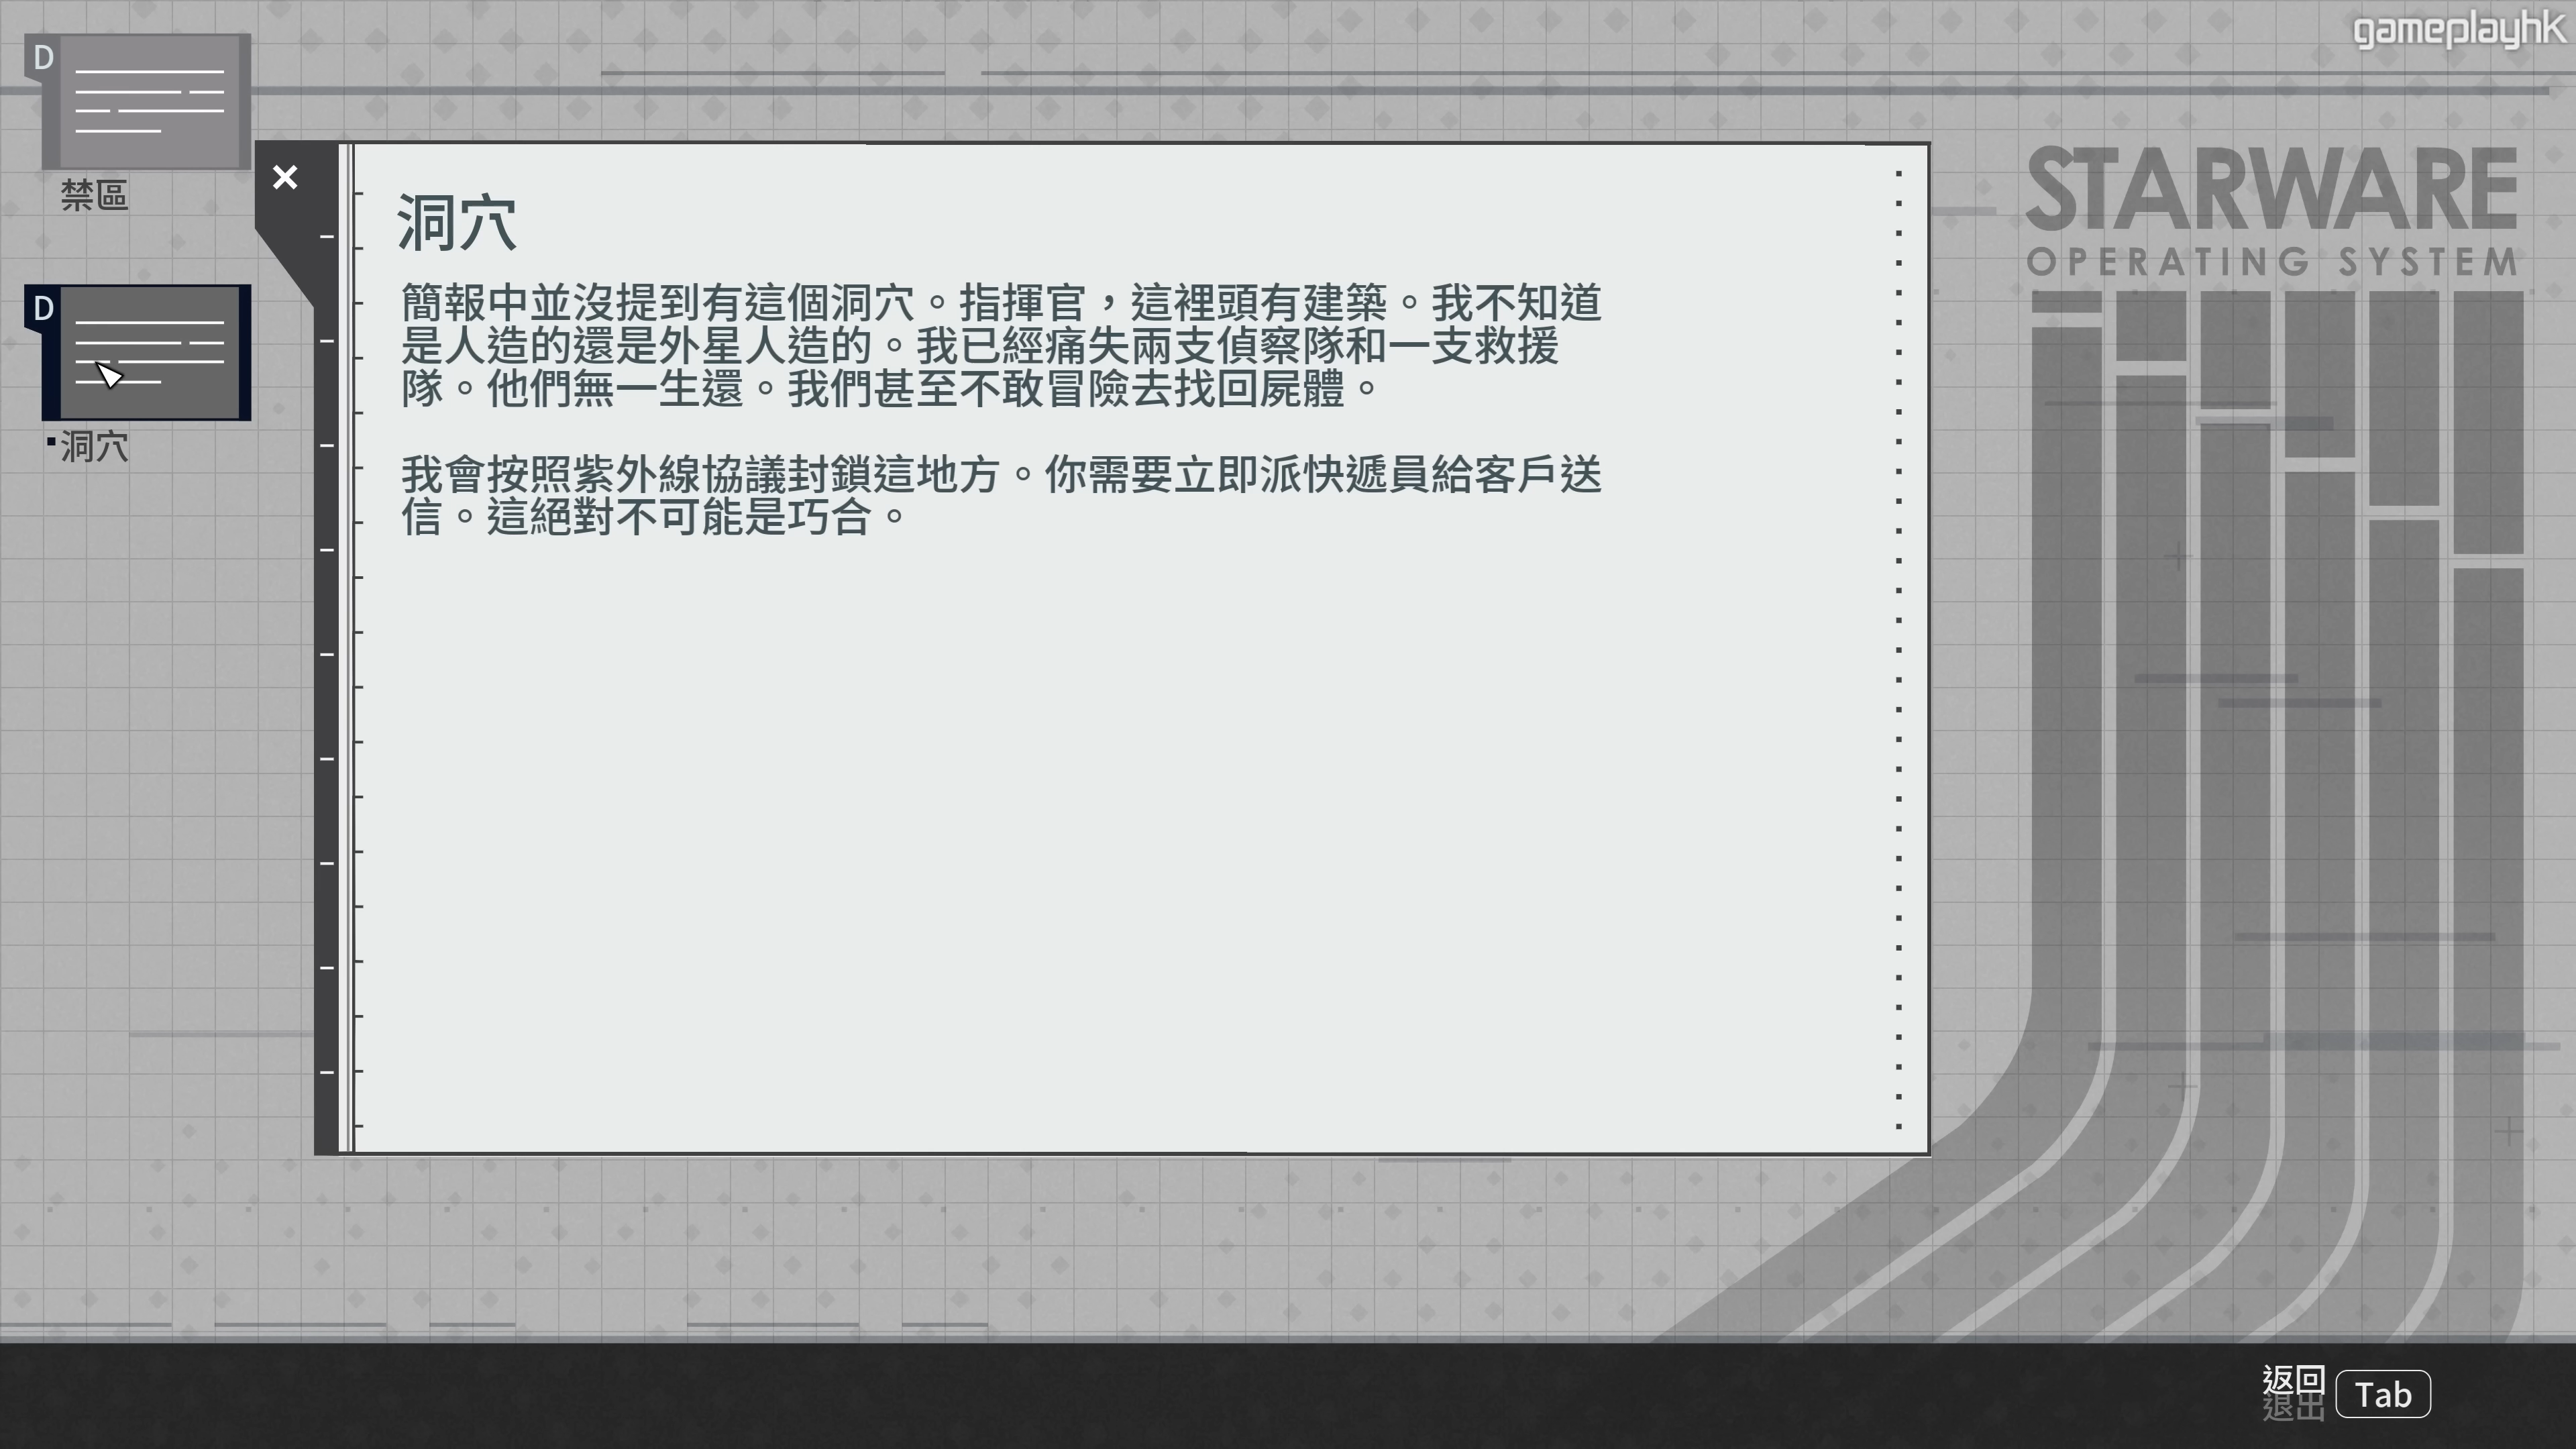 gameplayhk
D
禁區
D
洞穴
洞穴
簡報中並沒提到有這個洞穴。指揮官，這裡頭有建築。我不知道
是人造的還是外星人造的。我已經痛失兩支偵察隊和一支救援
隊。他們無一生還。我們甚至不敢冒險去找回屍體。
我會按照紫外線協議封鎖這地方。你需要立即派快遞員給客戶送
信。這絕對不可能是巧合。
STARWARE
OPERATING SYSTEM
返回
退出
Tab